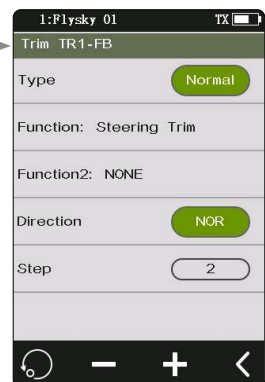 1:Flysky 01 TX
Trim TR1-FB
Type Normal
Function: Steering Trim
Function2: NONE
Direction NOR
Step 2